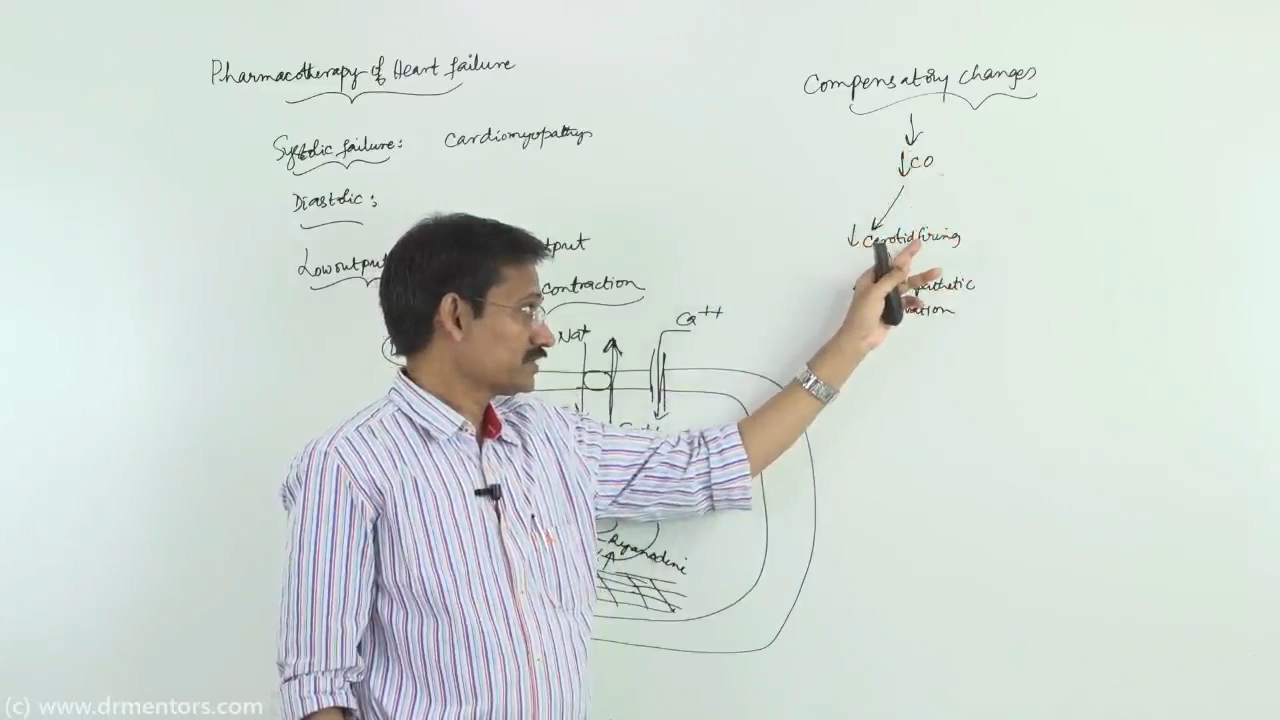 Pharmacotherapy of Heart failure
Systolic failure: Cardiomyopathy
Diastolic:
Low output
contraction
Na+
Ca++
Ryanodine
Compensatory changes
↓
↓ CO
↓ Carotid firing
(c) www.drmentors.com